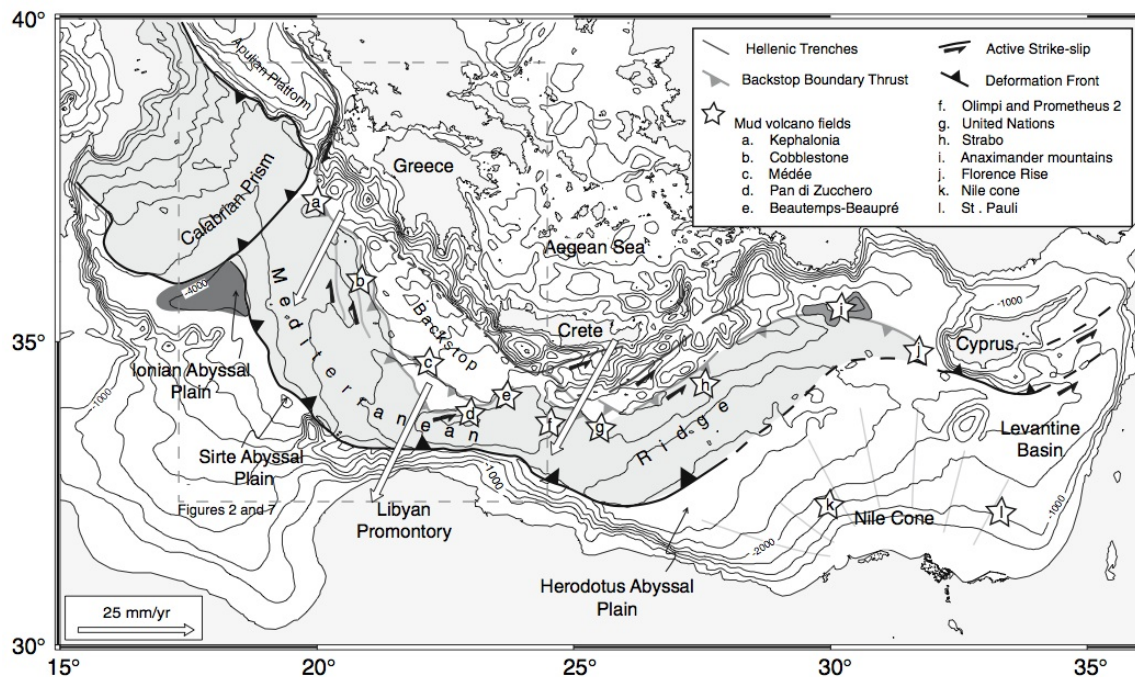 40°
35°
30°
15°
20°
25°
30°
35°
Hellenic Trenches
Backstop Boundary Thrust
Active Strike-slip
Deformation Front
Mud volcano fields
a. Kephalonia
b. Cobblestone
c. Médée
d. Pan di Zucchero
e. Beautemps-Beaupré
f. Olimpi and Prometheus 2
g. United Nations
h. Strabo
i. Anaximander mountains
j. Florence Rise
k. Nile cone
l. St . Pauli
Apulian Platform
Greece
Calabrian Prism
Aegean Sea
a
b
c
d
e
f
g
h
i
j
k
l
Mediterranean
Ridge
Backstop
Crete
Cyprus
-4000
-1000
-1000
-1000
-1000
-2000
Ionian Abyssal
Plain
Sirte Abyssal
Plain
Figures 2 and 7
Libyan
Promontory
Herodotus Abyssal
Plain
Nile Cone
Levantine
Basin
25 mm/yr